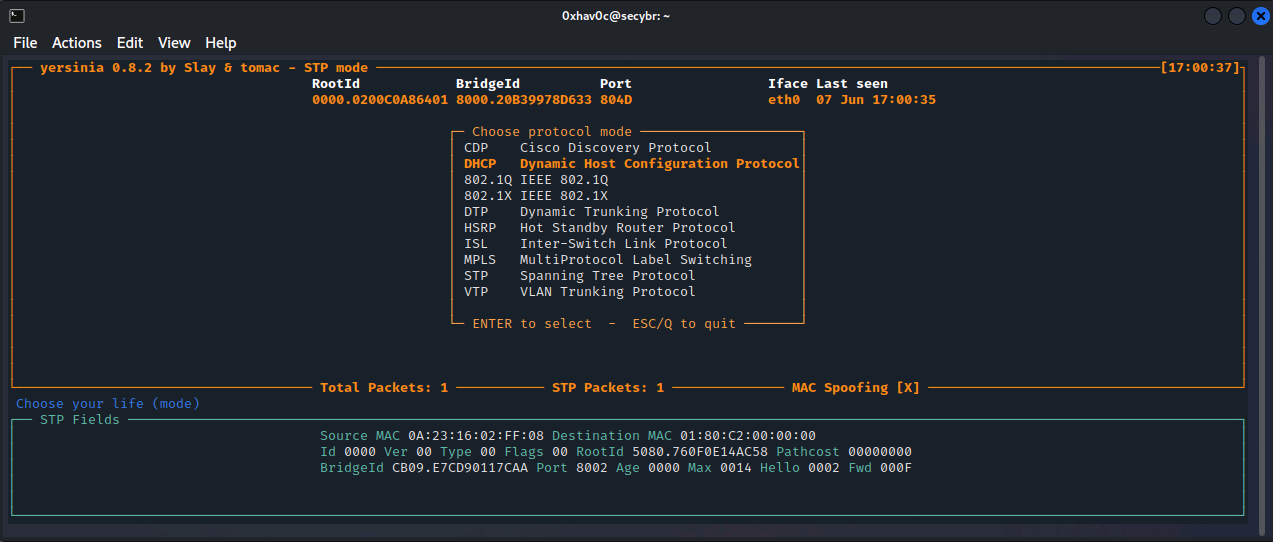 0xhav0c@secybr: ~
File Actions Edit View Help
yersinia 0.8.2 by Slay & tomac - STP mode [17:00:37]
RootId BridgeId Port Iface Last seen
0000.0200C0A86401 8000.20B39978D633 804D eth0 07 Jun 17:00:35
Choose protocol mode
CDP Cisco Discovery Protocol
DHCP Dynamic Host Configuration Protocol
802.1Q IEEE 802.1Q
802.1X IEEE 802.1X
DTP Dynamic Trunking Protocol
HSRP Hot Standby Router Protocol
ISL Inter-Switch Link Protocol
MPLS MultiProtocol Label Switching
STP Spanning Tree Protocol
VTP VLAN Trunking Protocol
ENTER to select - ESC/Q to quit
Total Packets: 1 STP Packets: 1 MAC Spoofing [X]
Choose your life (mode)
STP Fields
Source MAC 0A:23:16:02:FF:08 Destination MAC 01:80:C2:00:00:00
Id 0000 Ver 00 Type 00 Flags 00 RootId 5080.760F0E14AC58 Pathcost 00000000
BridgeId CB09.E7CD90117CAA Port 8002 Age 0000 Max 0014 Hello 0002 Fwd 000F